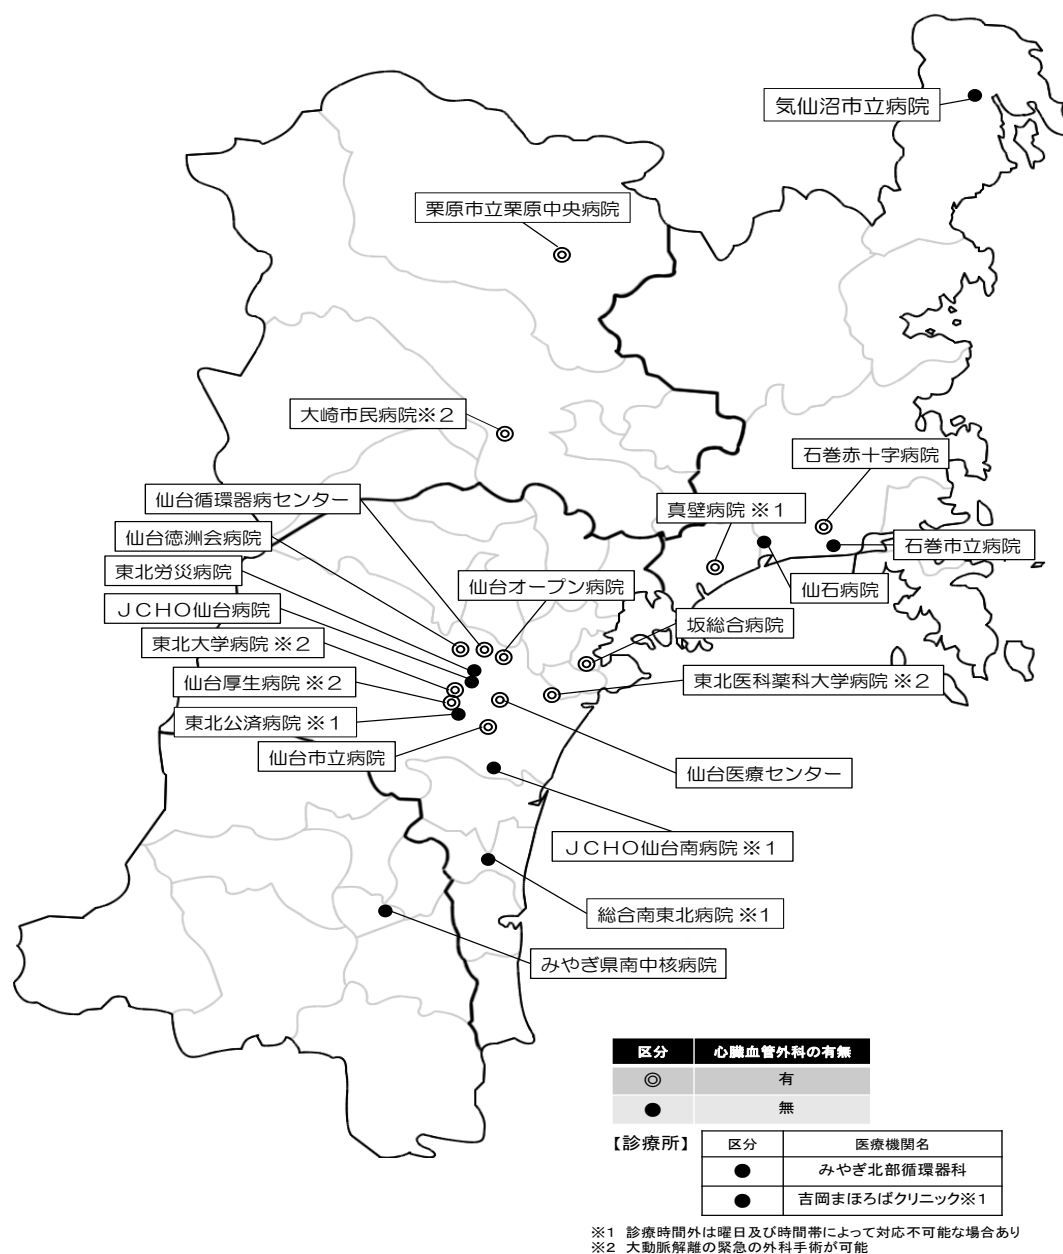 気仙沼市立病院
栗原市立栗原中央病院
大崎市民病院※2
石巻赤十字病院
仙台循環器病センター
真壁病院 ※1
仙台徳洲会病院
石巻市立病院
東北労災病院
仙台オープン病院
仙石病院
JCHO仙台病院
坂総合病院
東北大学病院 ※2
仙台厚生病院 ※2
東北医科薬科大学病院 ※2
東北公済病院 ※1
仙台市立病院
仙台医療センター
JCHO仙台南病院 ※1
総合南東北病院 ※1
みやぎ県南中核病院
区分 心臓血管外科の有無
◎ 有
● 無
【診療所】 区分 医療機関名
● みやぎ北部循環器科
● 吉岡まほろばクリニック※1
※1 診療時間外は曜日及び時間帯によって対応不可能な場合あり
※2 大動脈解離の緊急の外科手術が可能